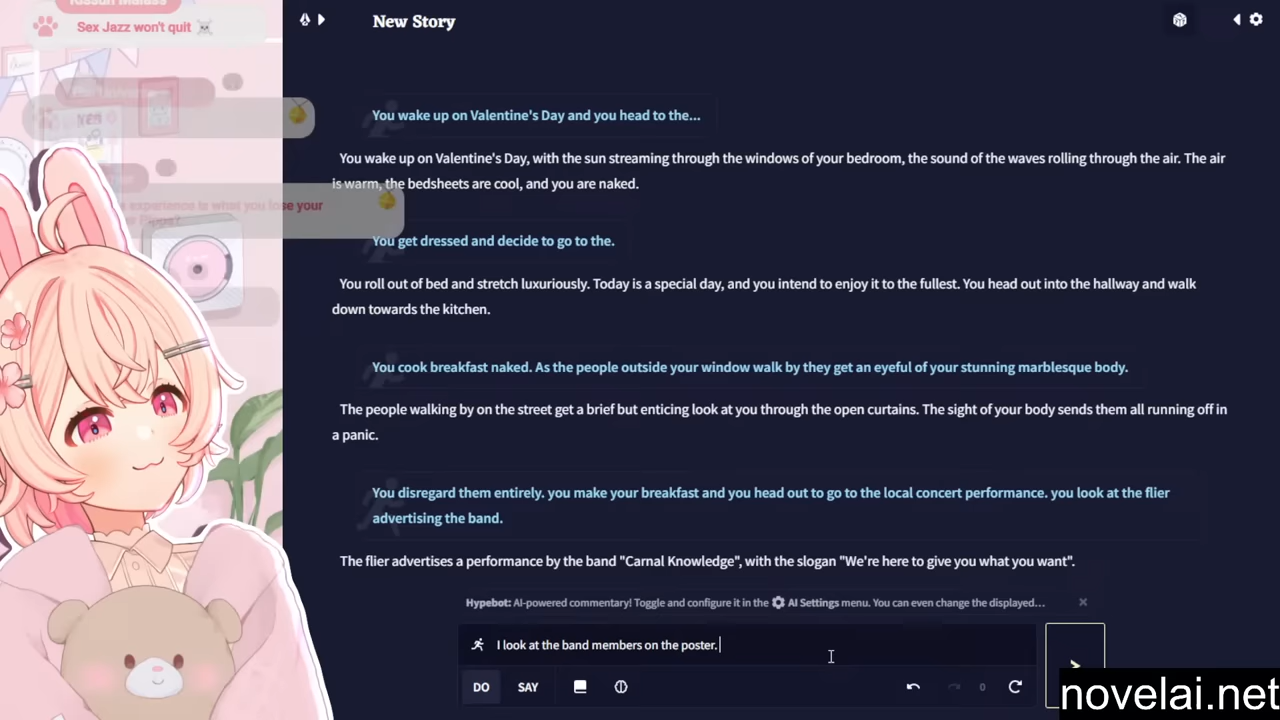 Sex Jazz won't quit ☠
New Story
You wake up on Valentine's Day and you head to the...
You wake up on Valentine's Day, with the sun streaming through the windows of your bedroom, the sound of the waves rolling through the air. The air
is warm, the bedsheets are cool, and you are naked.
experience is what you lose your
You get dressed and decide to go to the.
You roll out of bed and stretch luxuriously. Today is a special day, and you intend to enjoy it to the fullest. You head out into the hallway and walk
down towards the kitchen.
You cook breakfast naked. As the people outside your window walk by they get an eyeful of your stunning marblesque body.
The people walking by on the street get a brief but enticing look at you through the open curtains. The sight of your body sends them all running off in
a panic.
You disregard them entirely. you make your breakfast and you head out to go to the local concert performance. you look at the flier
advertising the band.
The flier advertises a performance by the band "Carnal Knowledge", with the slogan "We're here to give you what you want".
Hypebot: AI-powered commentary! Toggle and configure it in the AI Settings menu. You can even change the displayed...
I look at the band members on the poster.
DO SAY 0
novelai.net